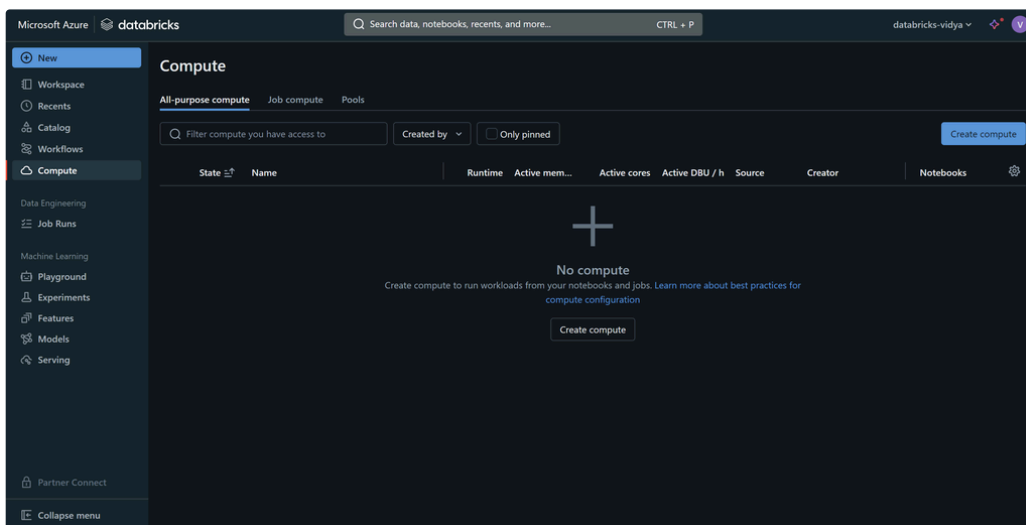 Microsoft Azure databricks Search data, notebooks, recents, and more... CTRL + P databricks-vidya V
New
Workspace
Recents
Catalog
Workflows
Compute
Data Engineering
Job Runs
Machine Learning
Playground
Experiments
Features
Models
Serving
Partner Connect
Collapse menu
Compute
All-purpose compute Job compute Pools
Filter compute you have access to Created by Only pinned Create compute
State Name Runtime Active mem... Active cores Active DBU / h Source Creator Notebooks
No compute
Create compute to run workloads from your notebooks and jobs. Learn more about best practices for
compute configuration
Create compute